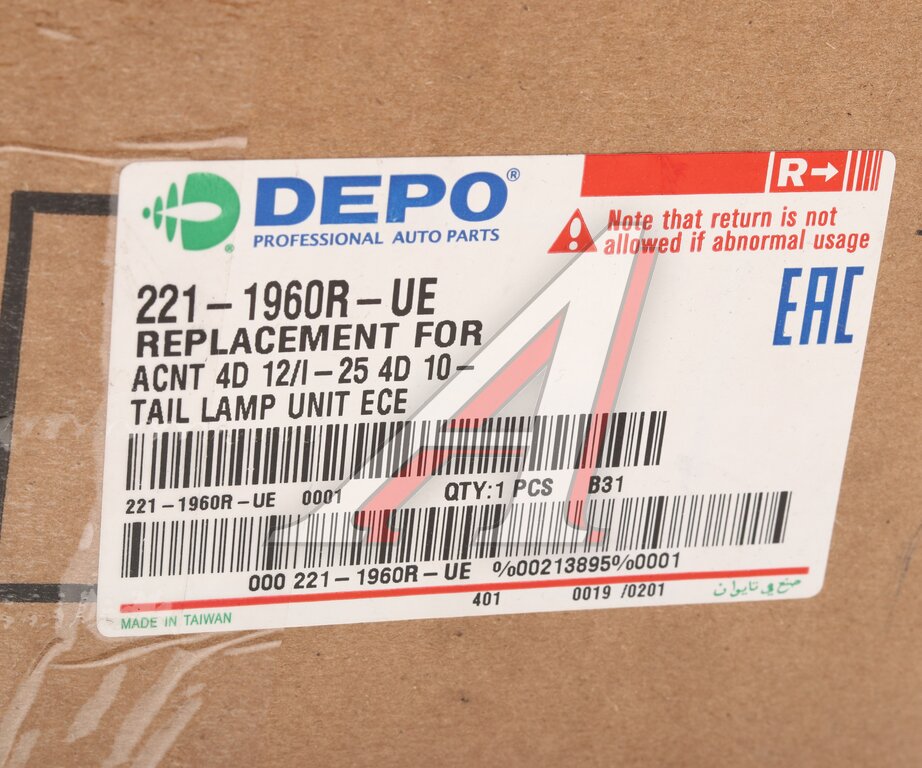 DEPO®
PROFESSIONAL AUTO PARTS
®
R→
Note that return is not
allowed if abnormal usage
EAC
221-1960R-UE
REPLACEMENT FOR
ACNT 4D 12/I-25 4D 10-
TAIL LAMP UNIT ECE
221-1960R-UE 0001 QTY:1 PCS B31
000 221-1960R-UE %00213895%0001
401 0019 /0201
صنع في تايوان
MADE IN TAIWAN